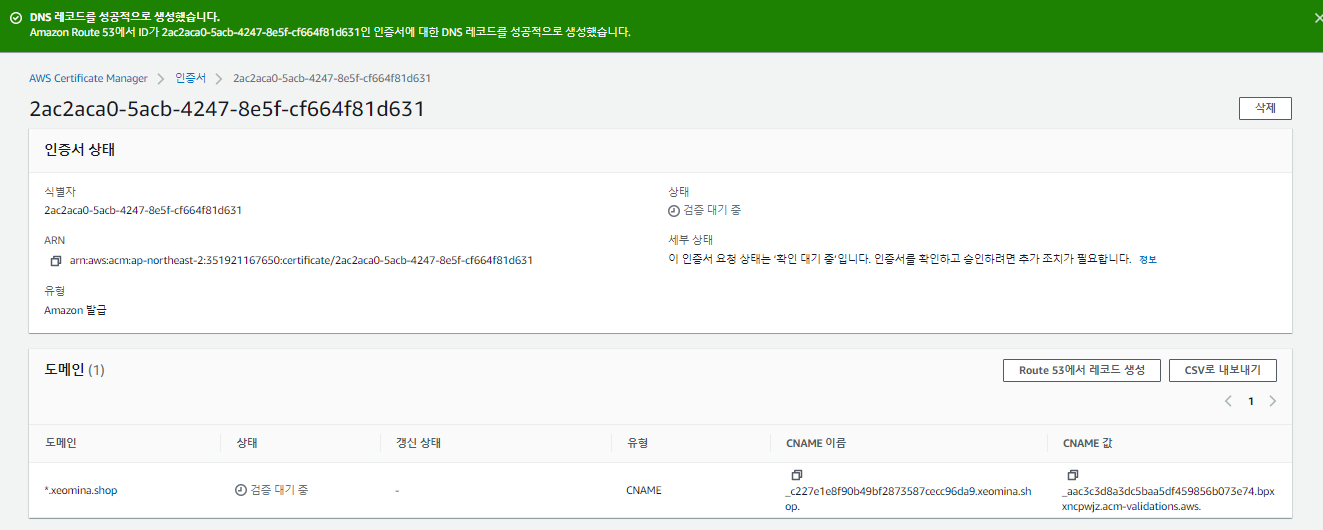 DNS 레코드를 성공적으로 생성했습니다.
Amazon Route 53에서 ID가 2ac2aca0-5acb-4247-8e5f-cf664f81d631인 인증서에 대한 DNS 레코드를 성공적으로 생성했습니다.
AWS Certificate Manager > 인증서 > 2ac2aca0-5acb-4247-8e5f-cf664f81d631
2ac2aca0-5acb-4247-8e5f-cf664f81d631
삭제
인증서 상태
식별자
2ac2aca0-5acb-4247-8e5f-cf664f81d631
ARN
arn:aws:acm:ap-northeast-2:351921167650:certificate/2ac2aca0-5acb-4247-8e5f-cf664f81d631
유형
Amazon 발급
상태
검증 대기 중
세부 상태
이 인증서 요청 상태는 '확인 대기 중'입니다. 인증서를 확인하고 승인하려면 추가 조치가 필요합니다. 정보
도메인 (1)
Route 53에서 레코드 생성
CSV로 내보내기
1
도메인 상태 갱신 상태 유형 CNAME 이름 CNAME 값
*.xeomina.shop 검증 대기 중 - CNAME
_c227e1e8f90b49bf2873587cecc96da9.xeomina.sh
op.
_aac3c3d8a3dc5baa5df459856b073e74.bpx
xncpwjz.acm-validations.aws.